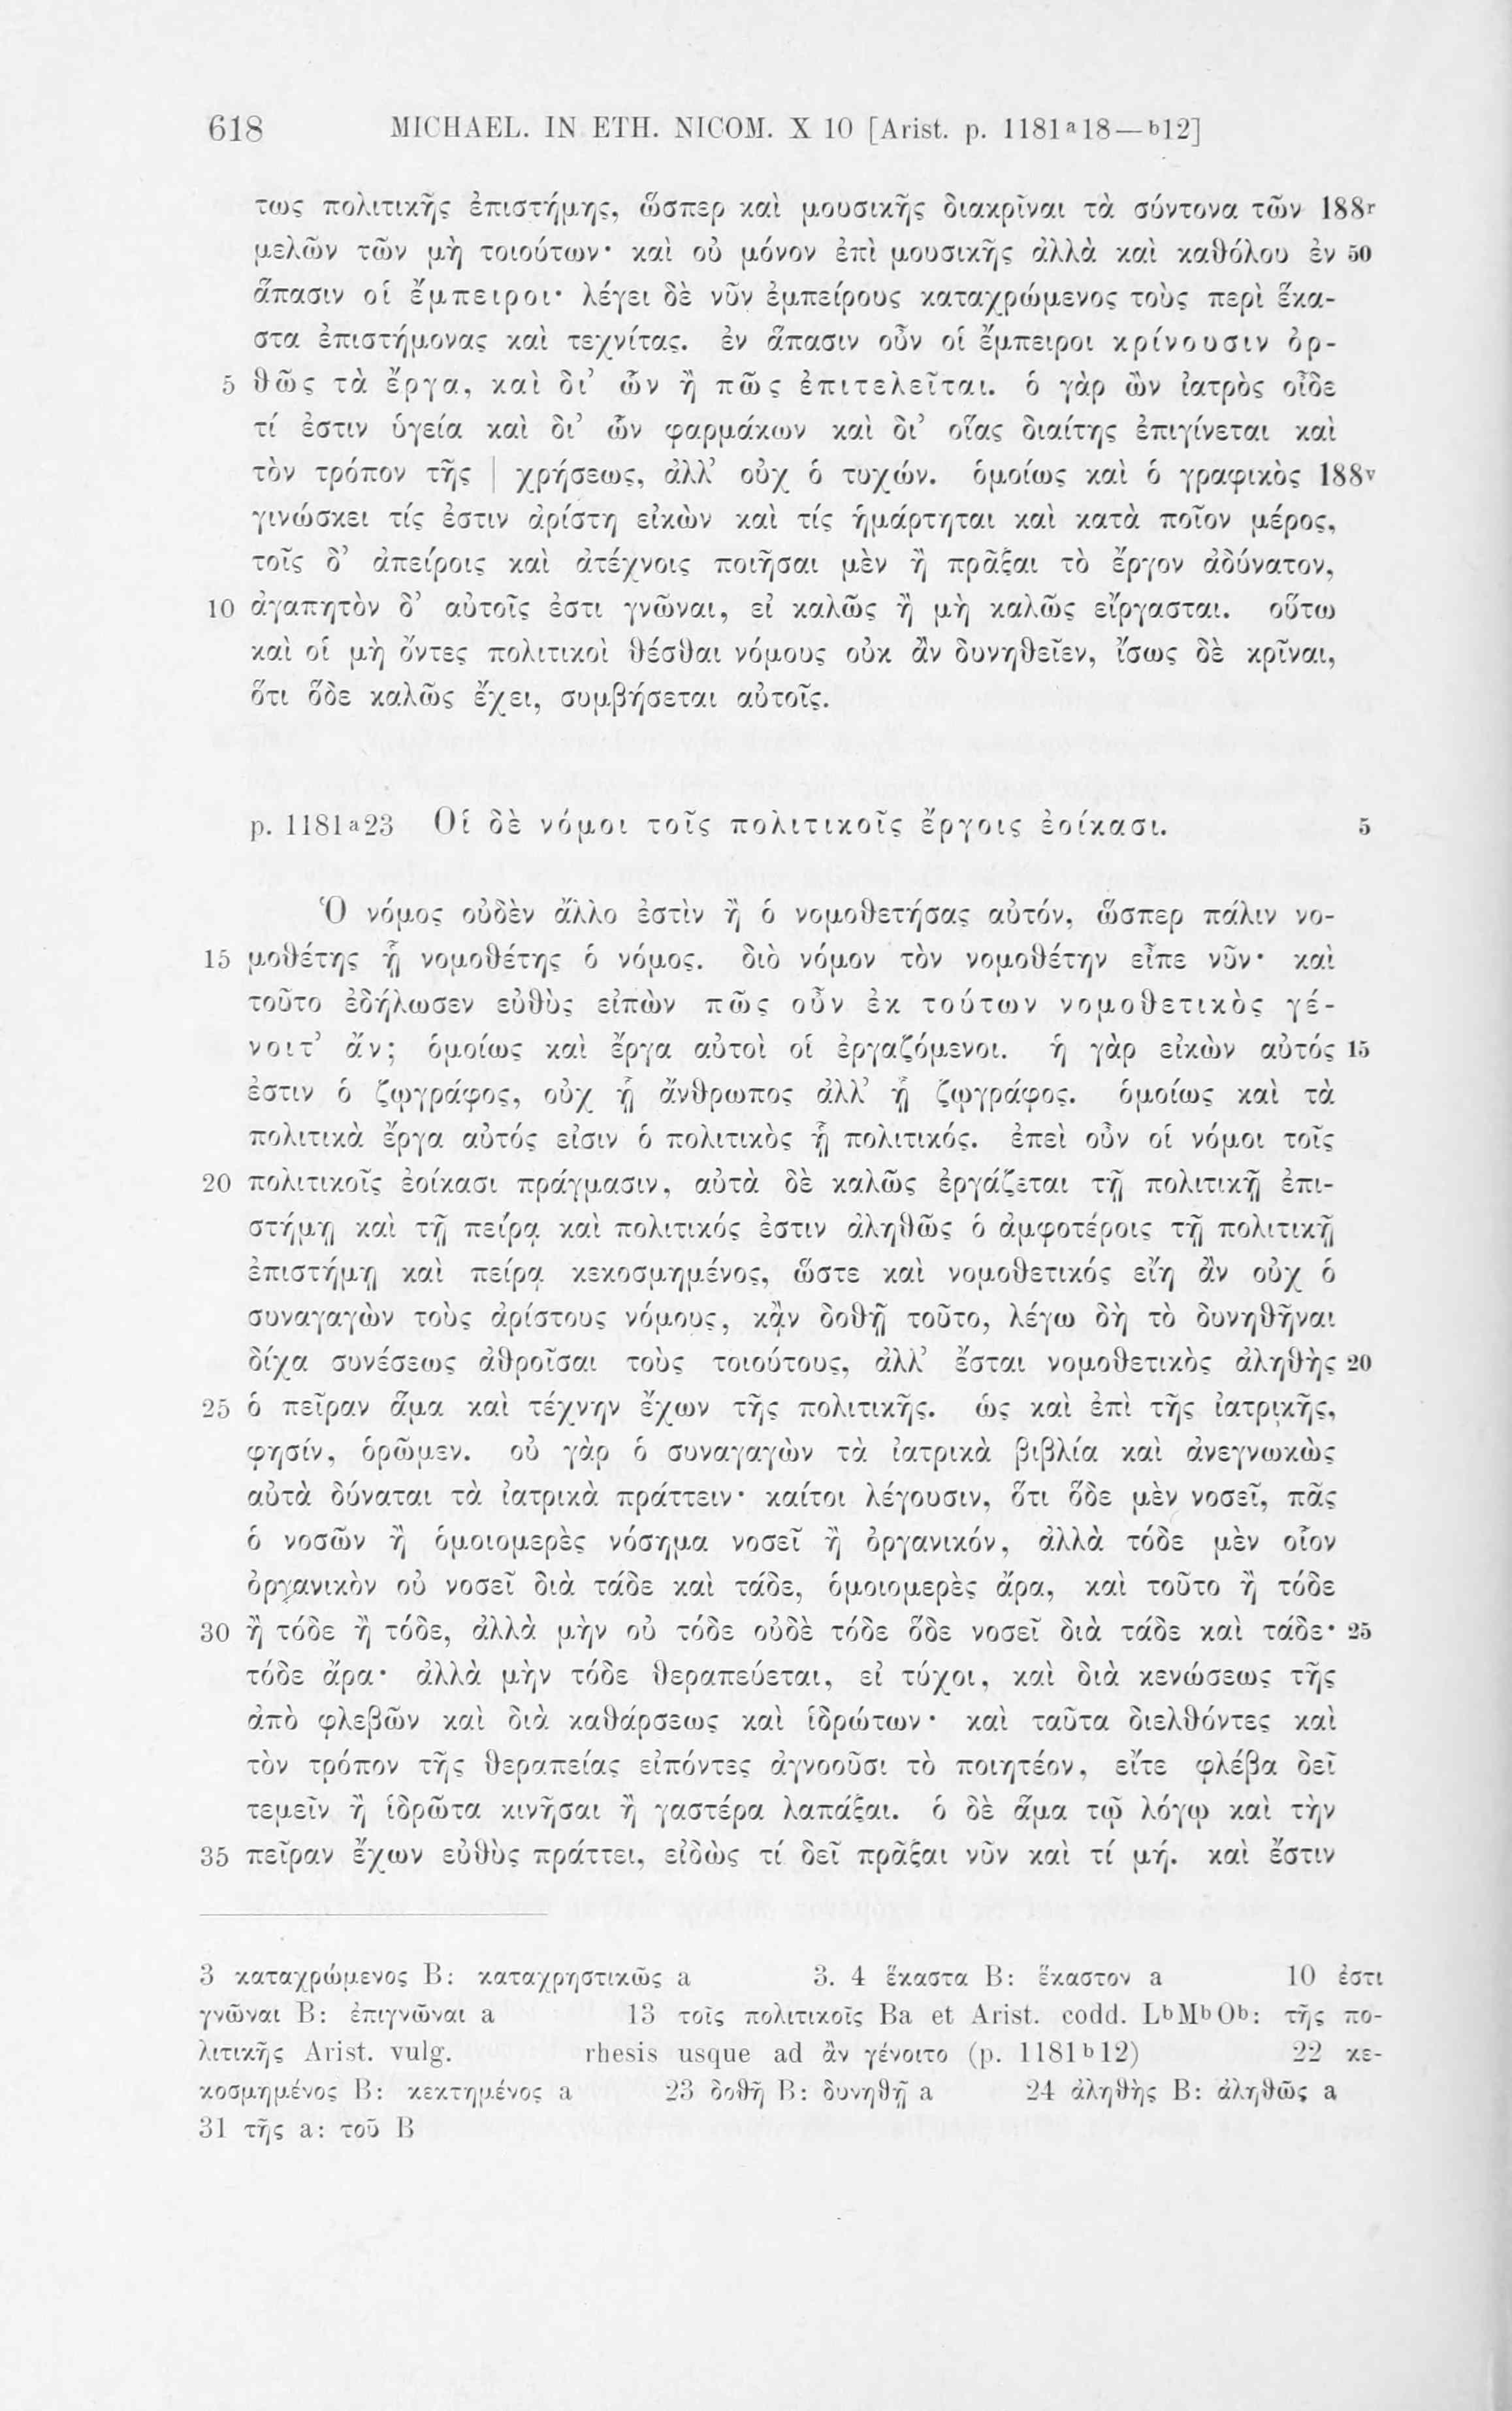 618 MICHAEL. IN ETH. NICOM. X 10 [Arist. p. 1181ᵃ18—ᵇ12]
τως πολιτικῆς ἐπιστήμης, ὥσπερ καὶ μουσικῆς διακρῖναι τὰ σύντονα τῶν 188ʳ
μελῶν τῶν μὴ τοιούτων· καὶ οὐ μόνον ἐπὶ μουσικῆς ἀλλὰ καὶ καθόλου ἐν 50
ἅπασιν οἱ ἔμπειροι· λέγει δὲ νῦν ἐμπείρους καταχρώμενος τοὺς περὶ ἕκα-
στα ἐπιστήμονας καὶ τεχνίτας. ἐν ἅπασιν οὖν οἱ ἔμπειροι κρίνουσιν ὀρ-
5 θῶς τὰ ἔργα, καὶ δι’ ὧν ἢ πῶς ἐπιτελεῖται. ὁ γὰρ ὢν ἰατρὸς οἶδε
τί ἐστιν ὑγεία καὶ δι’ ὧν φαρμάκων καὶ δι’ οἵας διαίτης ἐπιγίνεται καὶ
τὸν τρόπον τῆς | χρήσεως, ἀλλ’ οὐχ ὁ τυχών. ὁμοίως καὶ ὁ γραφικὸς 188ᵛ
γινώσκει τίς ἐστιν ἀρίστη εἰκὼν καὶ τίς ἡμάρτηται καὶ κατὰ ποῖον μέρος,
τοῖς δ’ ἀπείροις καὶ ἀτέχνοις ποιῆσαι μὲν ἢ πρᾶξαι τὸ ἔργον ἀδύνατον,
10 ἀγαπητὸν δ’ αὐτοῖς ἐστι γνῶναι, εἰ καλῶς ἢ μὴ καλῶς εἴργασται. οὕτω
καὶ οἱ μὴ ὄντες πολιτικοὶ θέσθαι νόμους οὐκ ἂν δυνηθεῖεν, ἴσως δὲ κρῖναι,
ὅτι ὅδε καλῶς ἔχει, συμβήσεται αὐτοῖς.
p. 1181ᵃ23 Οἱ δὲ νόμοι τοῖς πολιτικοῖς ἔργοις ἐοίκασι. 5
Ὁ νόμος οὐδὲν ἄλλο ἐστὶν ἢ ὁ νομοθετήσας αὐτόν, ὥσπερ πάλιν νο-
15 μοθέτης ᾗ νομοθέτης ὁ νόμος. διὸ νόμον τὸν νομοθέτην εἶπε νῦν· καὶ
τοῦτο ἐδήλωσεν εὐθὺς εἰπὼν πῶς οὖν ἐκ τούτων νομοθετικὸς γέ-
νοιτ’ ἄν; ὁμοίως καὶ ἔργα αὐτοὶ οἱ ἐργαζόμενοι. ἡ γὰρ εἰκὼν αὐτός 15
ἐστιν ὁ ζῳγράφος, οὐχ ᾗ ἄνθρωπος ἀλλ’ ᾗ ζῳγράφος. ὁμοίως καὶ τὰ
πολιτικὰ ἔργα αὐτός εἰσιν ὁ πολιτικὸς ᾗ πολιτικός. ἐπεὶ οὖν οἱ νόμοι τοῖς
20 πολιτικοῖς ἐοίκασι πράγμασιν, αὐτὰ δὲ καλῶς ἐργάζεται τῇ πολιτικῇ ἐπι-
στήμῃ καὶ τῇ πείρᾳ καὶ πολιτικός ἐστιν ἀληθῶς ὁ ἀμφοτέροις τῇ πολιτικῇ
ἐπιστήμῃ καὶ πείρᾳ κεκοσμημένος, ὥστε καὶ νομοθετικός εἴη ἂν οὐχ ὁ
συναγαγὼν τοὺς ἀρίστους νόμους, κἂν δοθῇ τοῦτο, λέγω δὴ τὸ δυνηθῆναι
δίχα συνέσεως ἀθροῖσαι τοὺς τοιούτους, ἀλλ’ ἔσται νομοθετικὸς ἀληθὴς 20
25 ὁ πεῖραν ἅμα καὶ τέχνην ἔχων τῆς πολιτικῆς. ὡς καὶ ἐπὶ τῆς ἰατρικῆς,
φησίν, ὁρῶμεν. οὐ γὰρ ὁ συναγαγὼν τὰ ἰατρικὰ βιβλία καὶ ἀνεγνωκὼς
αὐτὰ δύναται τὰ ἰατρικὰ πράττειν· καίτοι λέγουσιν, ὅτι ὅδε μὲν νοσεῖ, πᾶς
ὁ νοσῶν ἢ ὁμοιομερὲς νόσημα νοσεῖ ἢ ὀργανικόν, ἀλλὰ τόδε μὲν οἷον
ὀργανικὸν οὐ νοσεῖ διὰ τάδε καὶ τάδε, ὁμοιομερὲς ἄρα, καὶ τοῦτο ἢ τόδε
30 ἢ τόδε ἢ τόδε, ἀλλὰ μὴν οὐ τόδε οὐδὲ τόδε ὅδε νοσεῖ διὰ τάδε καὶ τάδε· 25
τόδε ἄρα· ἀλλὰ μὴν τόδε θεραπεύεται, εἰ τύχοι, καὶ διὰ κενώσεως τῆς
ἀπὸ φλεβῶν καὶ διὰ καθάρσεως καὶ ἱδρώτων· καὶ ταῦτα διελθόντες καὶ
τὸν τρόπον τῆς θεραπείας εἰπόντες ἀγνοοῦσι τὸ ποιητέον, εἴτε φλέβα δεῖ
τεμεῖν ἢ ἱδρῶτα κινῆσαι ἢ γαστέρα λαπάξαι. ὁ δὲ ἅμα τῷ λόγῳ καὶ τὴν
35 πεῖραν ἔχων εὐθὺς πράττει, εἰδὼς τί δεῖ πρᾶξαι νῦν καὶ τί μή. καὶ ἔστιν
3 καταχρώμενος B: καταχρηστικῶς a 3. 4 ἕκαστα B: ἕκαστον a 10 ἐστι
γνῶναι B: ἐπιγνῶναι a 13 τοῖς πολιτικοῖς Ba et Arist. codd. LᵇMᵇOᵇ: τῆς πο-
λιτικῆς Arist. vulg. rhesis usque ad ἂν γένοιτο (p. 1181ᵇ12) 22 κε-
κοσμημένος B: κεκτημένος a 23 δοθῇ B: δυνηθῇ a 24 ἀληθὴς B: ἀληθῶς a
31 τῆς a: τοῦ B